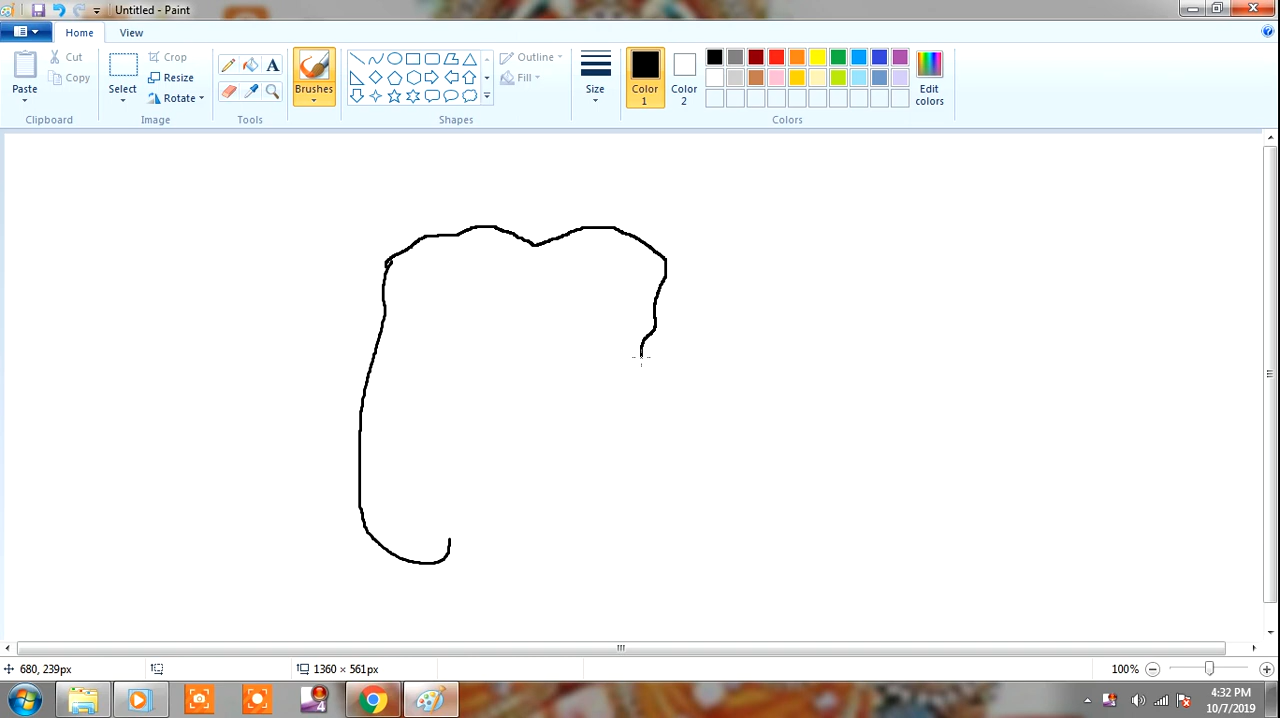 Untitled - Paint
Home View
Cut
Copy
Paste
Clipboard
Select
Crop
Resize
Rotate
Image
Tools
Brushes
Outline
Fill
Shapes
Size
Color 1
Color 2
Edit colors
Colors
680, 239px
1360 × 561px
100%
4
4:32 PM
10/7/2019